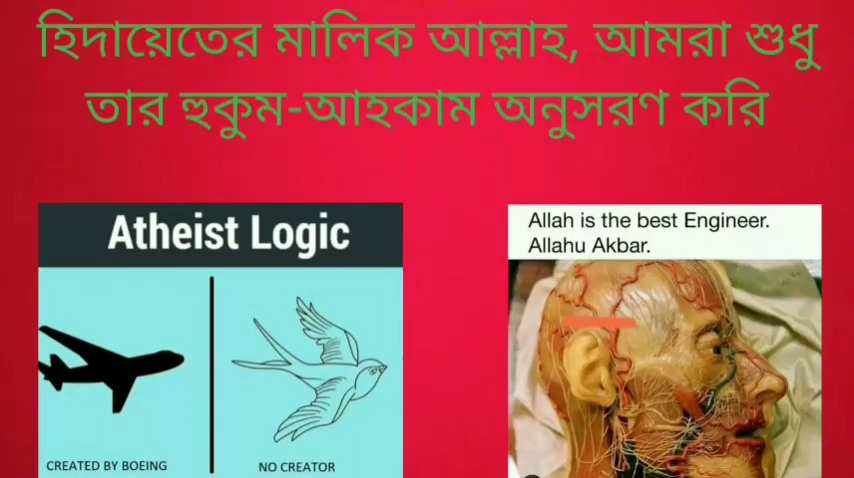 হিদায়েতের মালিক আল্লাহ, আমরা শুধু
তার হুকুম-আহকাম অনুসরণ করি
Atheist Logic
CREATED BY BOEING
NO CREATOR
Allah is the best Engineer.
Allahu Akbar.